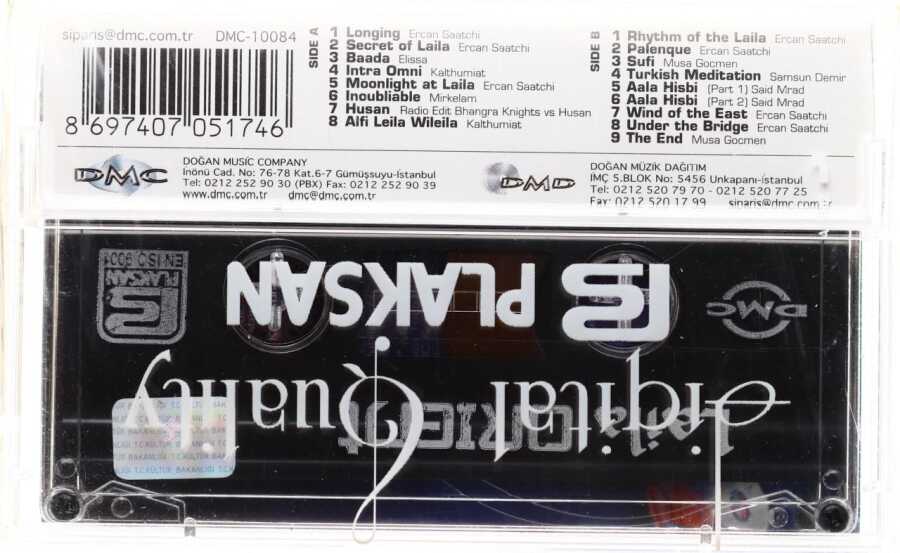 siparis@dmc.com.tr DMC-10084
8 697407 051746
SIDE A
1 Longing Ercan Saatchi
2 Secret of Laila Ercan Saatchi
3 Baada Elissa
4 Intra Omni Kalthumiat
5 Moonlight at Laila Ercan Saatchi
6 Inoubliable Mirkelam
7 Husan Radio Edit Bhangra Knights vs Husan
8 Alfi Leila Wileila Kalthumiat
SIDE B
1 Rhythm of the Laila Ercan Saatchi
2 Palenque Ercan Saatchi
3 Sufi Musa Gocmen
4 Turkish Meditation Samsun Demir
5 Aala Hisbi (Part 1) Said Mrad
6 Aala Hisbi (Part 2) Said Mrad
7 Wind of the East Ercan Saatchi
8 Under the Bridge Ercan Saatchi
9 The End Musa Gocmen
DMC
DOĞAN MUSIC COMPANY
İnönü Cad. No: 76-78 Kat.6-7 Gümüşsuyu-İstanbul
Tel: 0212 252 90 30 (PBX) Fax: 0212 252 90 39
www.dmc.com.tr dmc@dmc.com.tr
DMD
DOĞAN MÜZİK DAĞITIM
İMÇ 5.BLOK No: 5456 Unkapanı-İstanbul
Tel: 0212 520 79 70 - 0212 520 77 25
Fax: 0212 520 17 99 siparis@dmc.com.tr
EN-ISO 9001
PLAKSAN
PLAKSAN
DMC
Digital Quality
Laila ORIENT
T.C.KÜLTÜR BAKANLIĞI